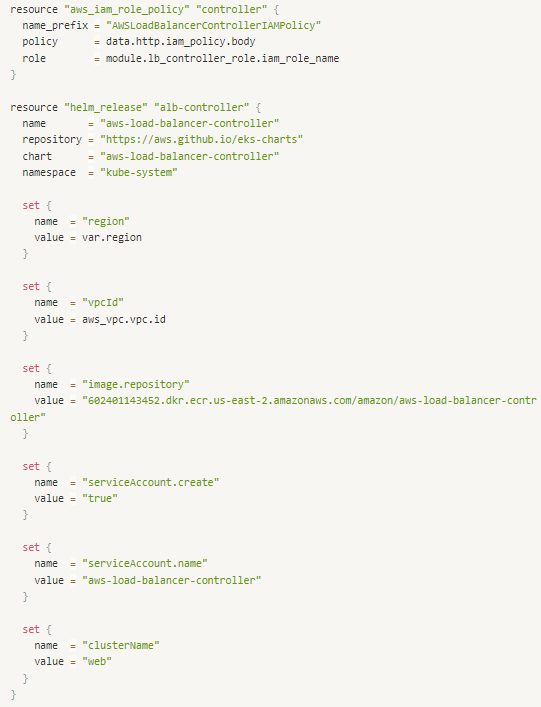 resource "aws_iam_role_policy" "controller" {
  name_prefix = "AWSLoadBalancerControllerIAMPolicy"
  policy      = data.http.iam_policy.body
  role        = module.lb_controller_role.iam_role_name
}

resource "helm_release" "alb-controller" {
  name       = "aws-load-balancer-controller"
  repository = "https://aws.github.io/eks-charts"
  chart      = "aws-load-balancer-controller"
  namespace  = "kube-system"

  set {
    name  = "region"
    value = var.region
  }

  set {
    name  = "vpcId"
    value = aws_vpc.vpc.id
  }

  set {
    name  = "image.repository"
    value = "602401143452.dkr.ecr.us-east-2.amazonaws.com/amazon/aws-load-balancer-contr
oller"
  }

  set {
    name  = "serviceAccount.create"
    value = "true"
  }

  set {
    name  = "serviceAccount.name"
    value = "aws-load-balancer-controller"
  }

  set {
    name  = "clusterName"
    value = "web"
  }
}